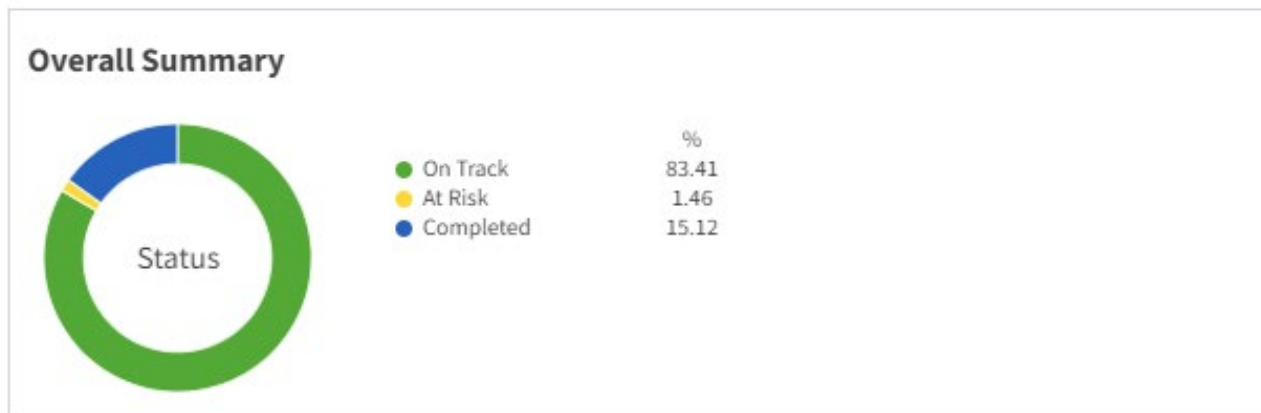 Overall Summary
Status
%
On Track 83.41
At Risk 1.46
Completed 15.12